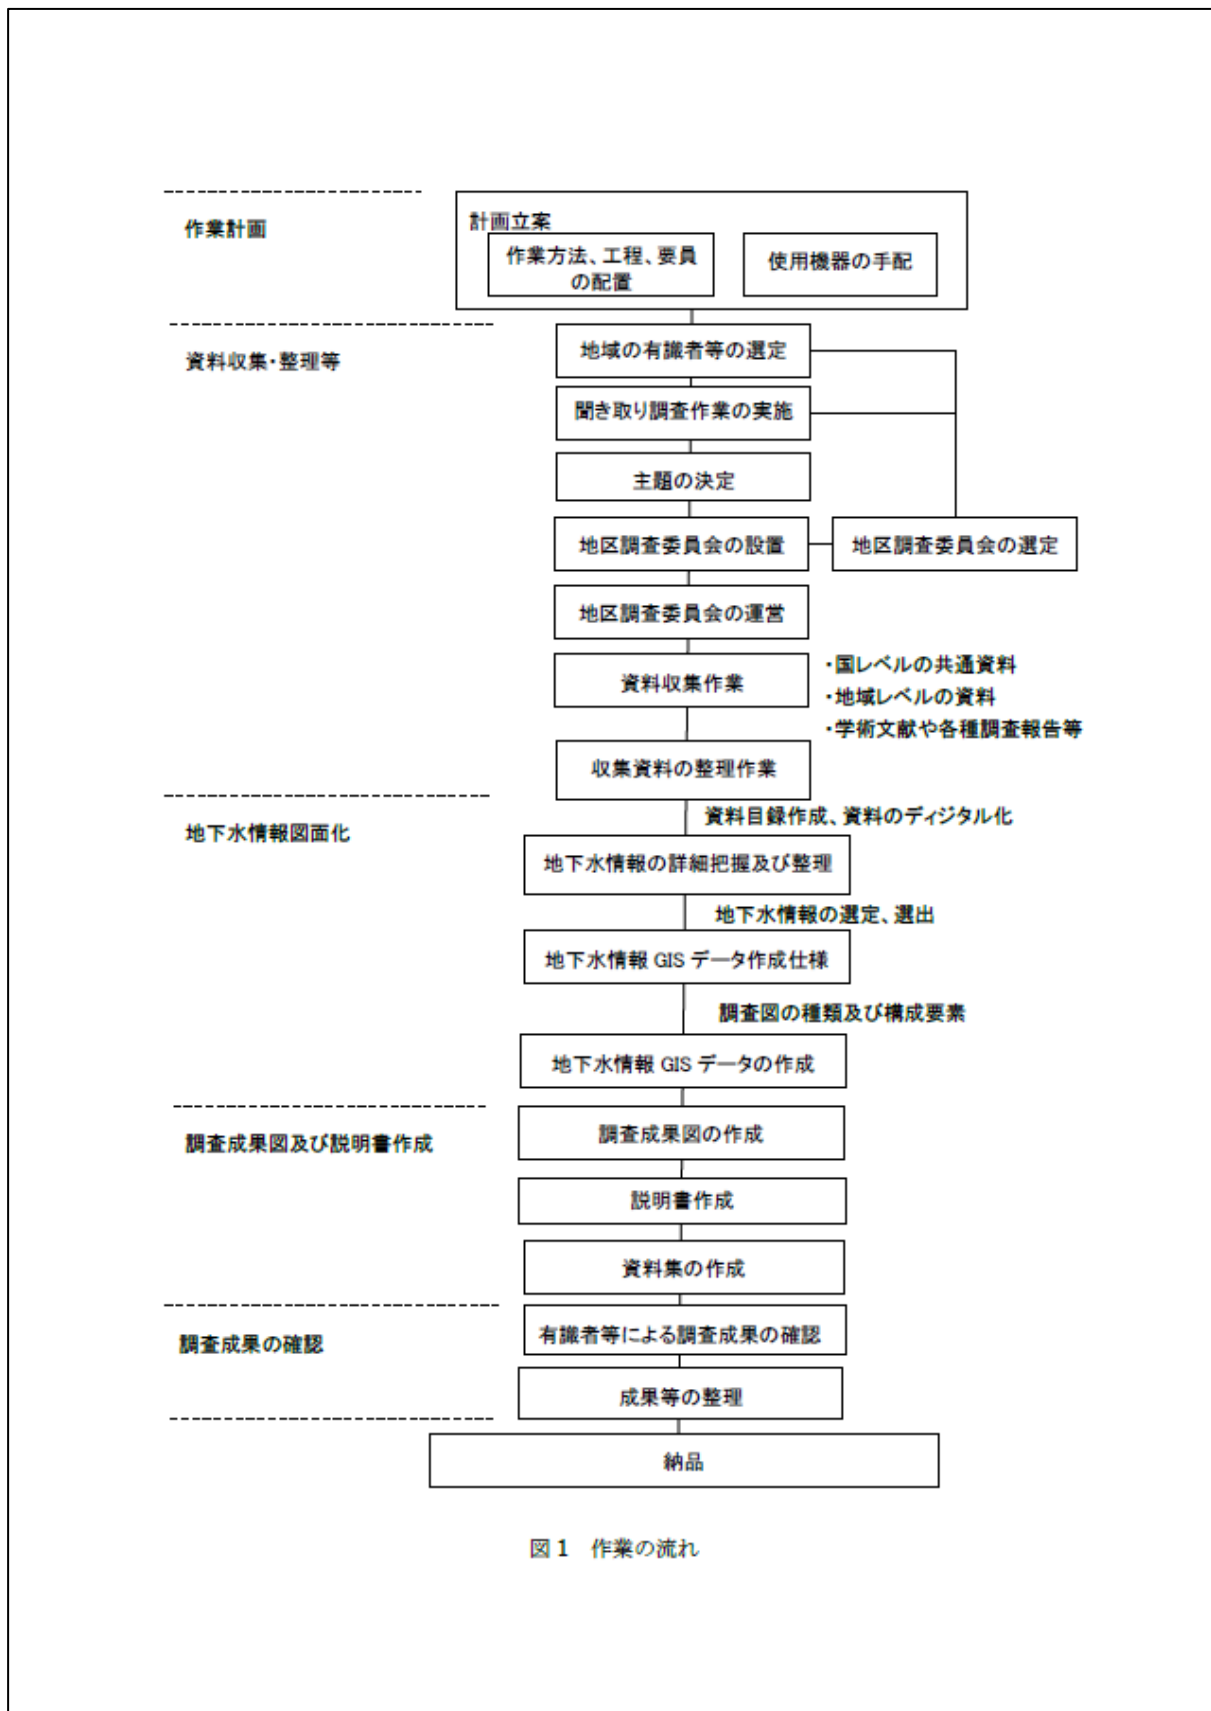 作業計画
計画立案
作業方法、工程、要員
の配置
使用機器の手配
資料収集・整理等
地域の有識者等の選定
聞き取り調査作業の実施
主題の決定
地区調査委員会の設置
地区調査委員会の選定
地区調査委員会の運営
資料収集作業
・国レベルの共通資料
・地域レベルの資料
・学術文献や各種調査報告等
収集資料の整理作業
資料目録作成、資料のディジタル化
地下水情報図面化
地下水情報の詳細把握及び整理
地下水情報の選定、選出
地下水情報 GIS データ作成仕様
調査図の種類及び構成要素
地下水情報 GIS データの作成
調査成果図及び説明書作成
調査成果図の作成
説明書作成
資料集の作成
調査成果の確認
有識者等による調査成果の確認
成果等の整理
納品
図 1　作業の流れ